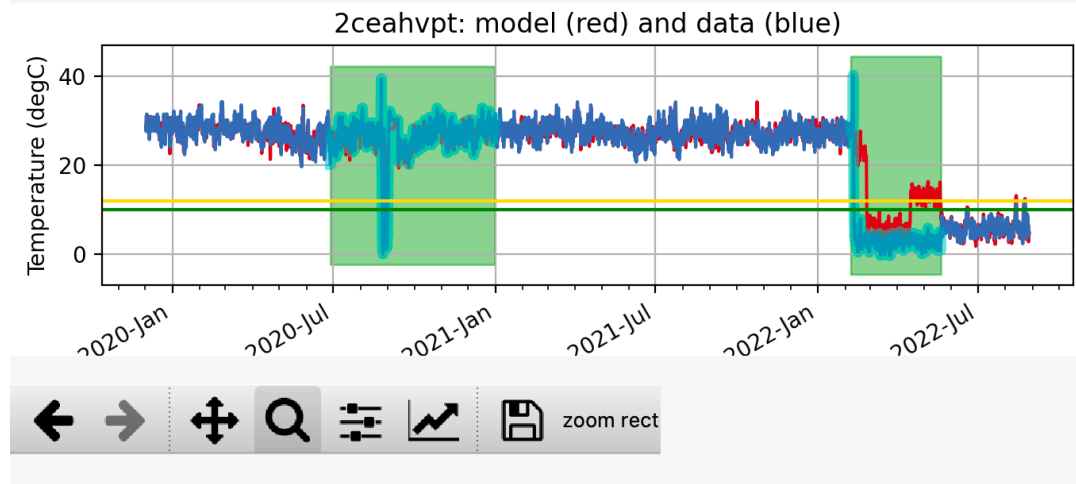 2ceahvpt: model (red) and data (blue)
Temperature (degC)
40
20
0
2020-Jan
2020-Jul
2021-Jan
2021-Jul
2022-Jan
2022-Jul
zoom rect